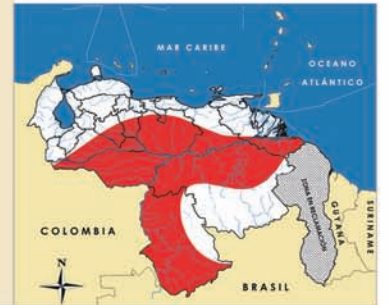 MAR CARIBE
OCEANO
ATLÁNTICO
ZONA EN RECLAMACIÓN
GUYANA
SURINAME
COLOMBIA
N
BRASIL